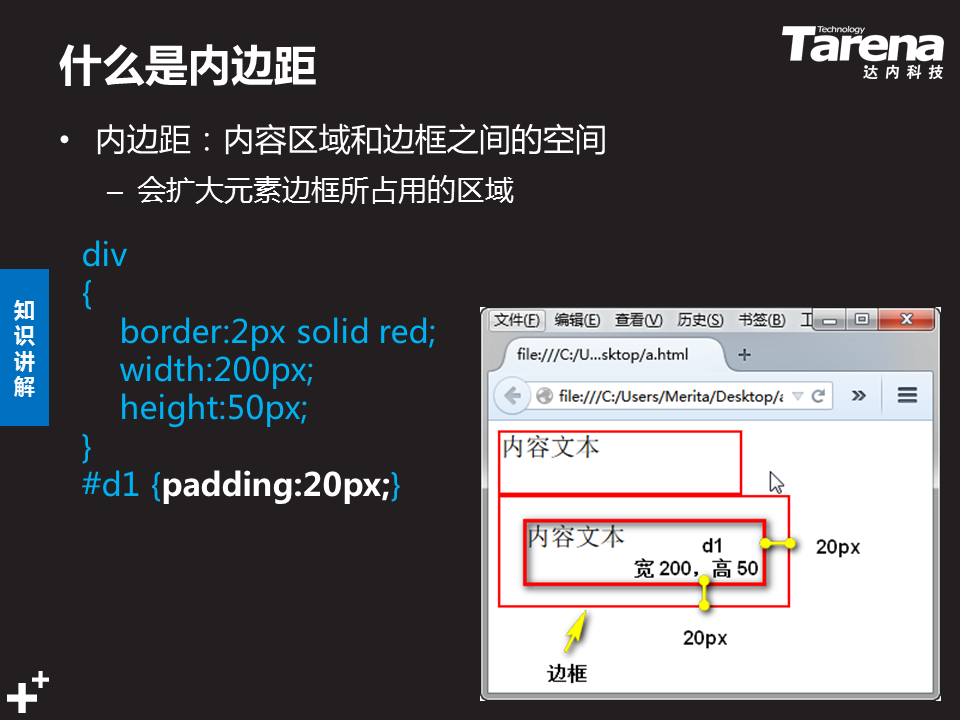 什么是内边距
Technology
Tarena
达内科技
• 内边距：内容区域和边框之间的空间
– 会扩大元素边框所占用的区域
div
{
border:2px solid red;
width:200px;
height:50px;
}
#d1 {padding:20px;}
知识讲解
文件(F) 编辑(E) 查看(V) 历史(S) 书签(B)
file:///C:/U...sktop/a.html
file:///C:/Users/Merita/Desktop/a
内容文本
内容文本
d1
宽 200，高 50
20px
20px
边框